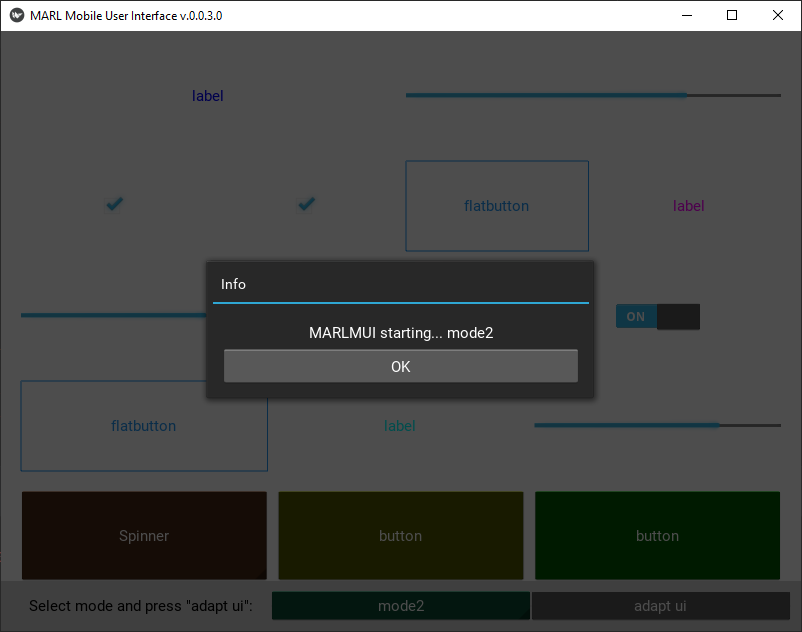 MARL Mobile User Interface v.0.0.3.0
label
flatbutton
label
Info
MARLMUI starting... mode2
OK
ON
flatbutton
label
Spinner
button
button
Select mode and press "adapt ui":
mode2
adapt ui